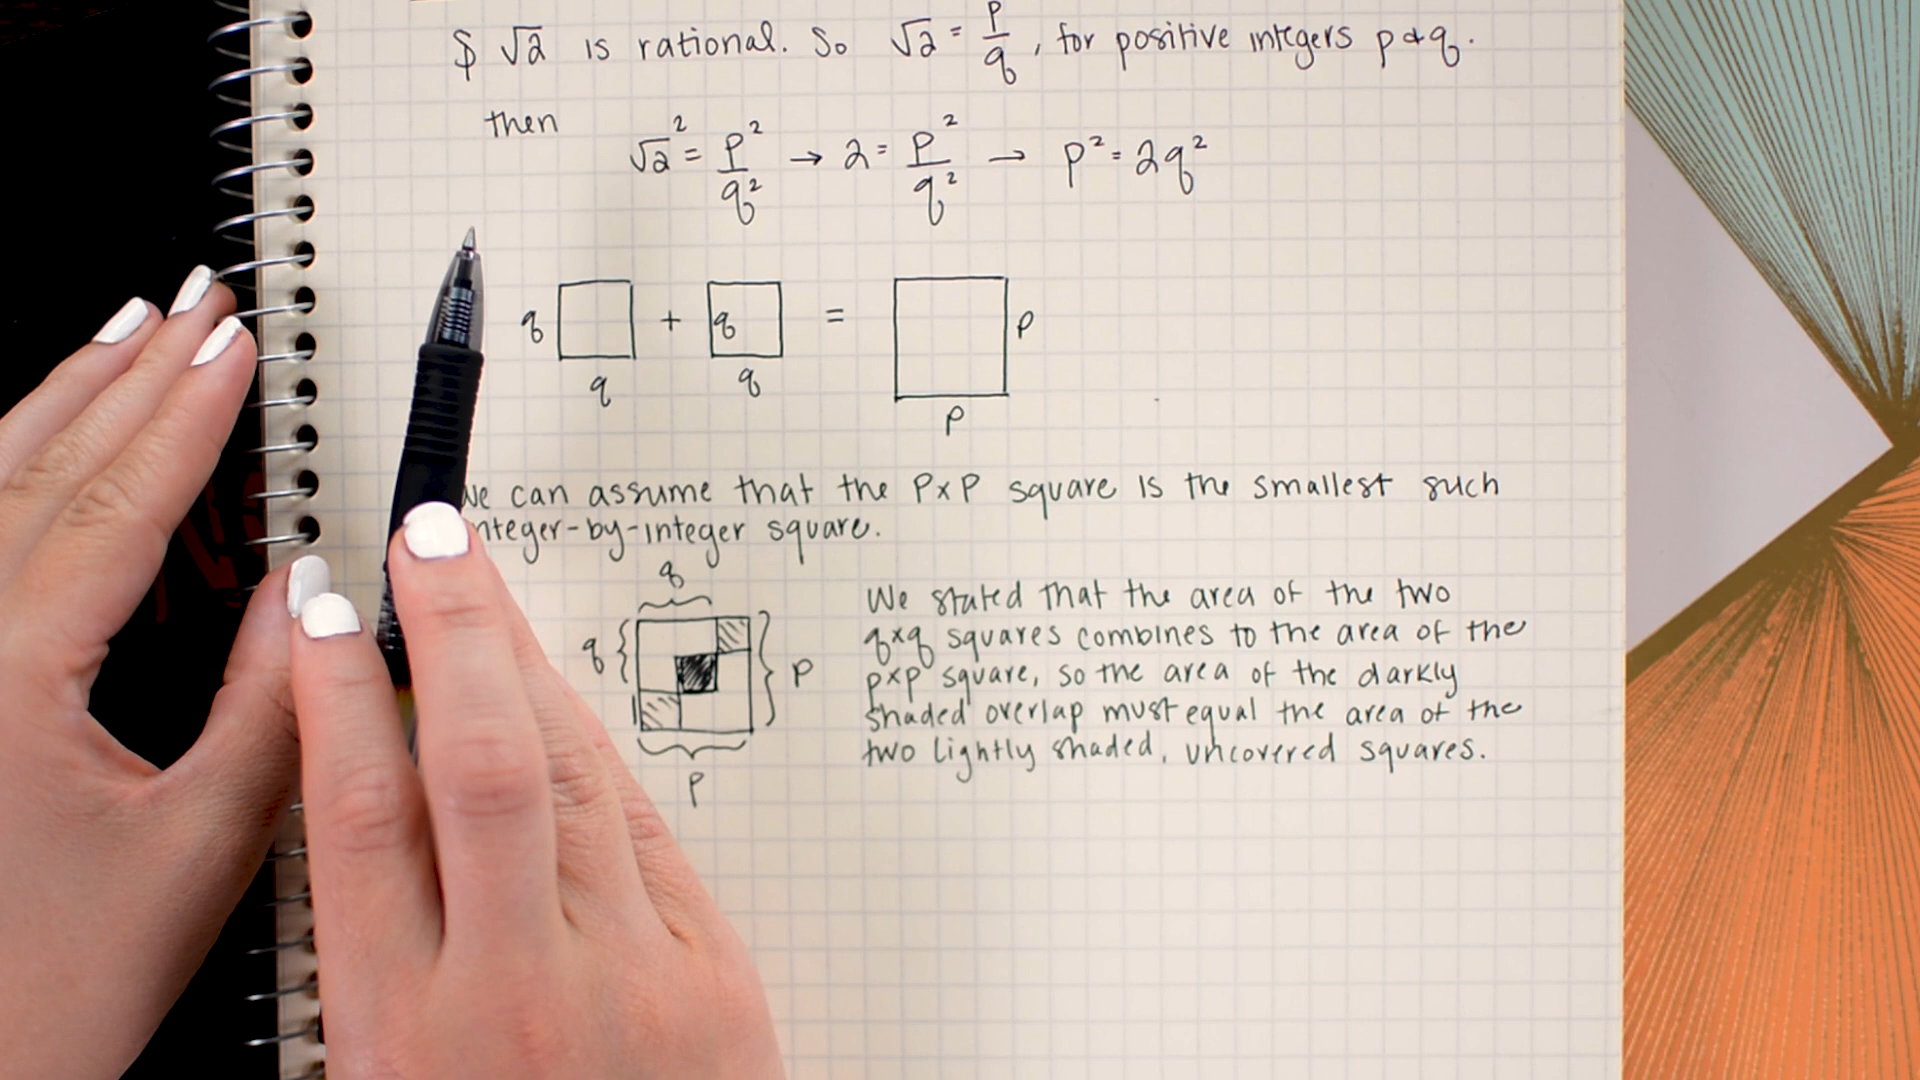 $ √2 is rational. So √2 = p/q, for positive integers p & q.
then
√2² = p²/q² → 2 = p²/q² → p² = 2q²
q + q = p
q q p
can assume that the P×P square is the smallest such
integer-by-integer square.
q
q p
p
We stated that the area of the two
q×q squares combines to the area of the
p×p square, so the area of the darkly
shaded overlap must equal the area of the
two lightly shaded, uncovered squares.